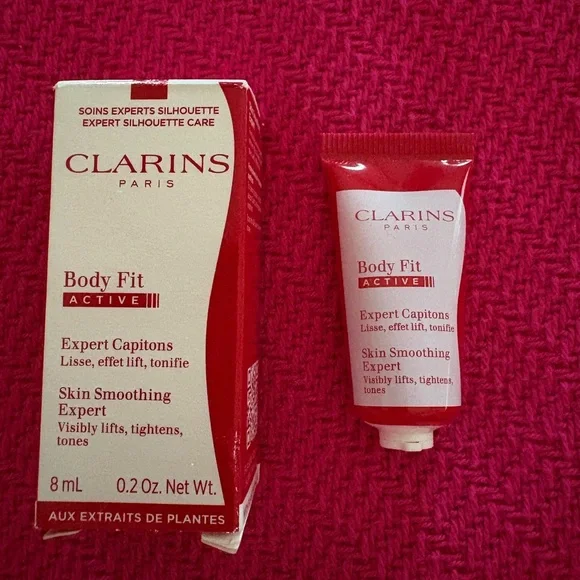 SOINS EXPERTS SILHOUETTE
EXPERT SILHOUETTE CARE
CLARINS
PARIS
Body Fit
ACTIVE
Expert Capitons
Lisse, effet lift, tonifie
Skin Smoothing
Expert
Visibly lifts, tightens,
tones
8 mL 0.2 Oz. Net Wt.
AUX EXTRAITS DE PLANTES
CLARINS
PARIS
Body Fit
ACTIVE
Expert Capitons
Lisse, effet lift, tonifie
Skin Smoothing
Expert
Visibly lifts, tightens,
tones